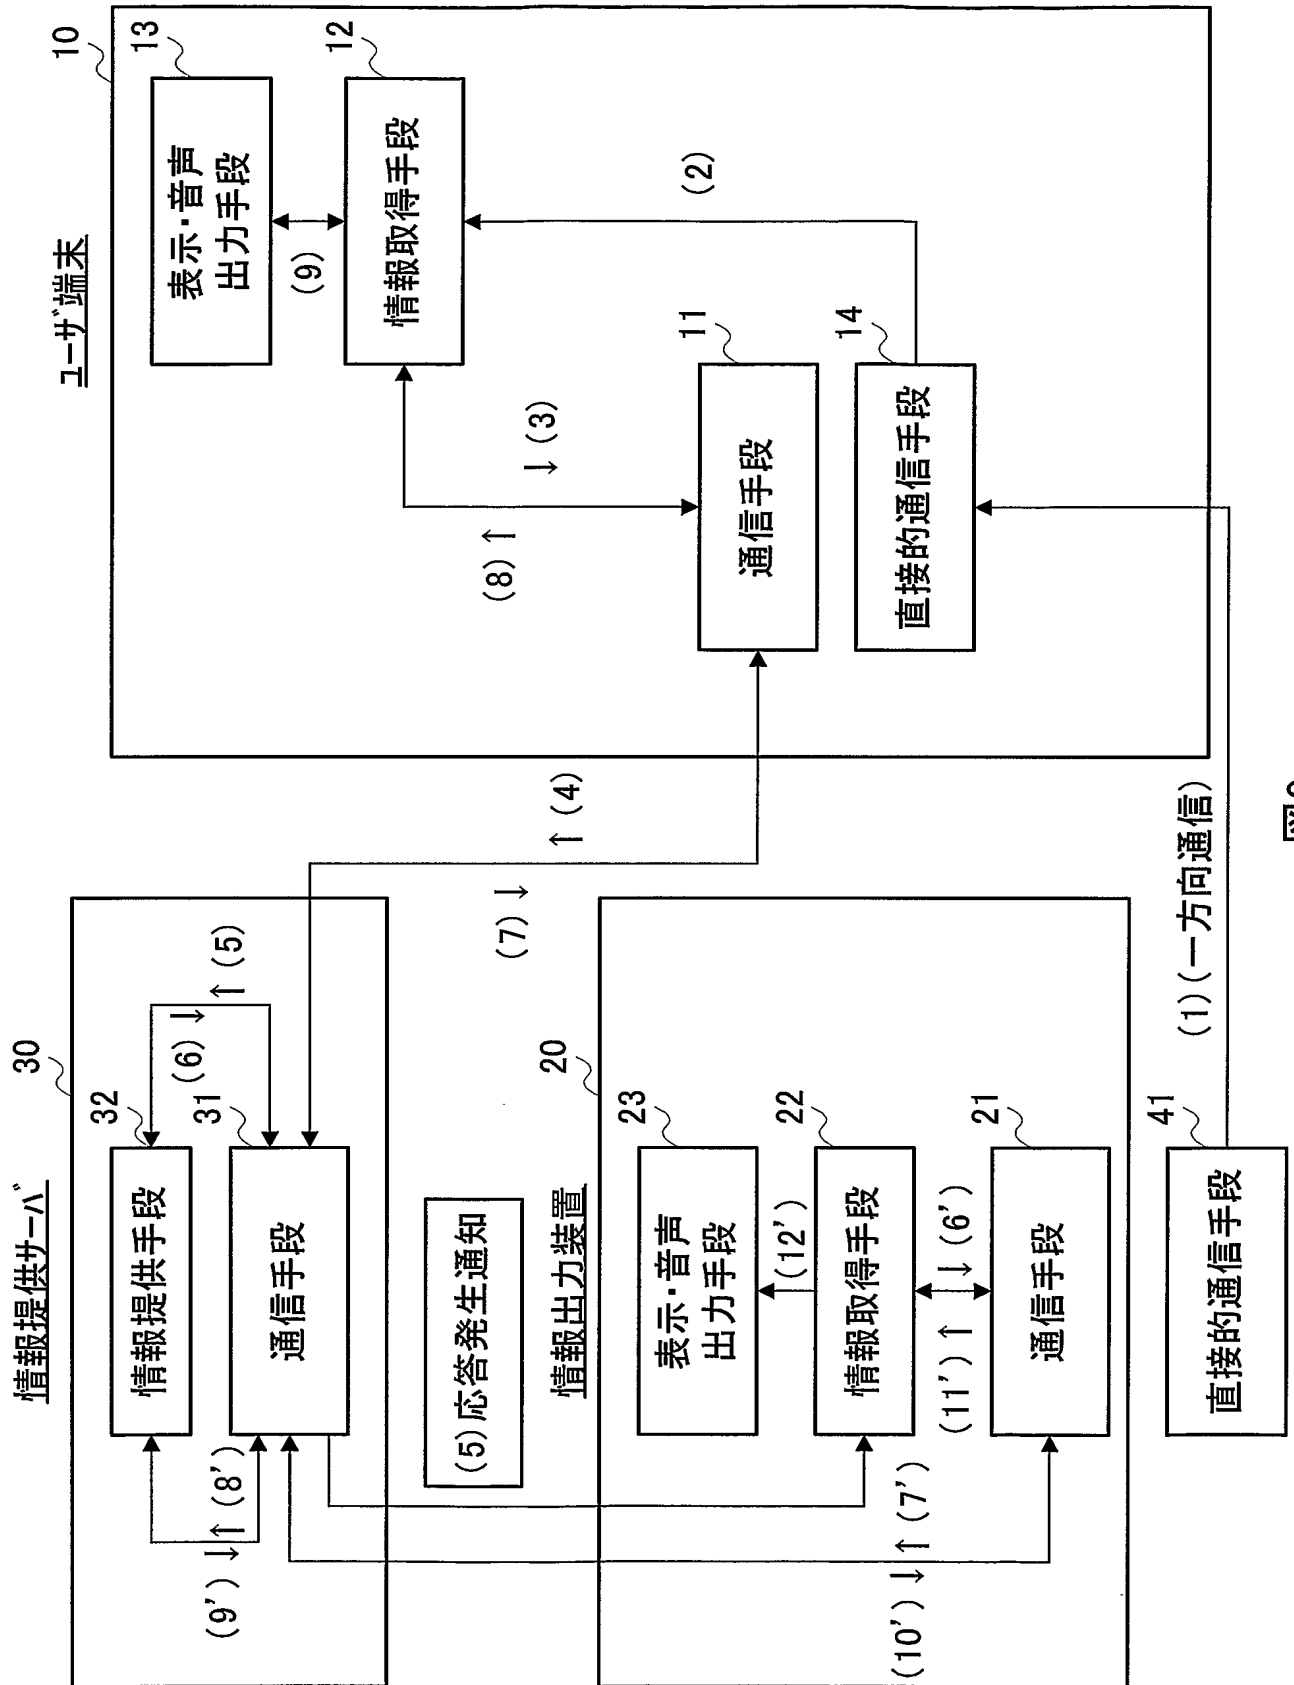 情報提供サーバ
30
情報提供手段
32
通信手段
31
(6)↓
↑(5)
(9')↓
↑(8')
(5)応答発生通知
情報出力装置
20
表示・音声
出力手段
23
(12')
情報取得手段
22
(11')↑
↓(6')
通信手段
21
(10')↓
↑(7')
直接的通信手段
41
(1)(一方向通信)
(7)↓
↑(4)
ユーザ端末
10
表示・音声
出力手段
13
(9)
情報取得手段
12
(8)↑
↓(3)
(2)
通信手段
11
直接的通信手段
14